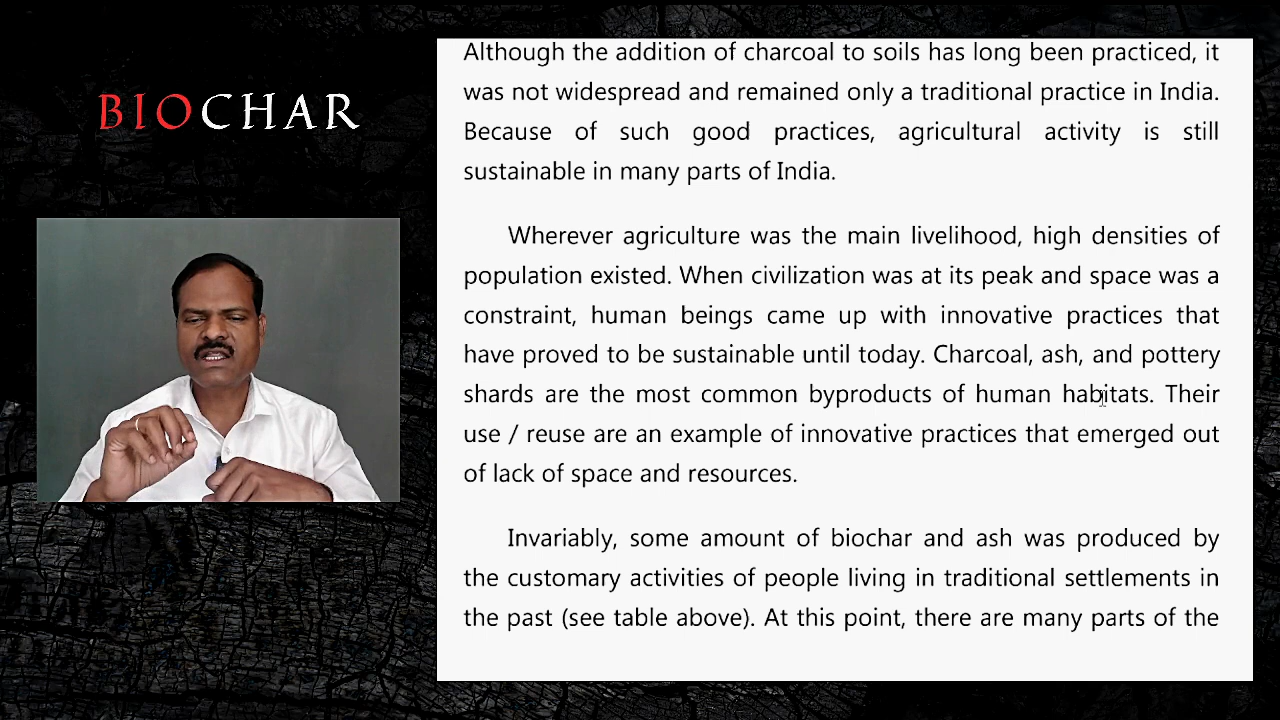 BIOCHAR
Although the addition of charcoal to soils has long been practiced, it
was not widespread and remained only a traditional practice in India.
Because of such good practices, agricultural activity is still
sustainable in many parts of India.
Wherever agriculture was the main livelihood, high densities of
population existed. When civilization was at its peak and space was a
constraint, human beings came up with innovative practices that
have proved to be sustainable until today. Charcoal, ash, and pottery
shards are the most common byproducts of human habitats. Their
use / reuse are an example of innovative practices that emerged out
of lack of space and resources.
Invariably, some amount of biochar and ash was produced by
the customary activities of people living in traditional settlements in
the past (see table above). At this point, there are many parts of the